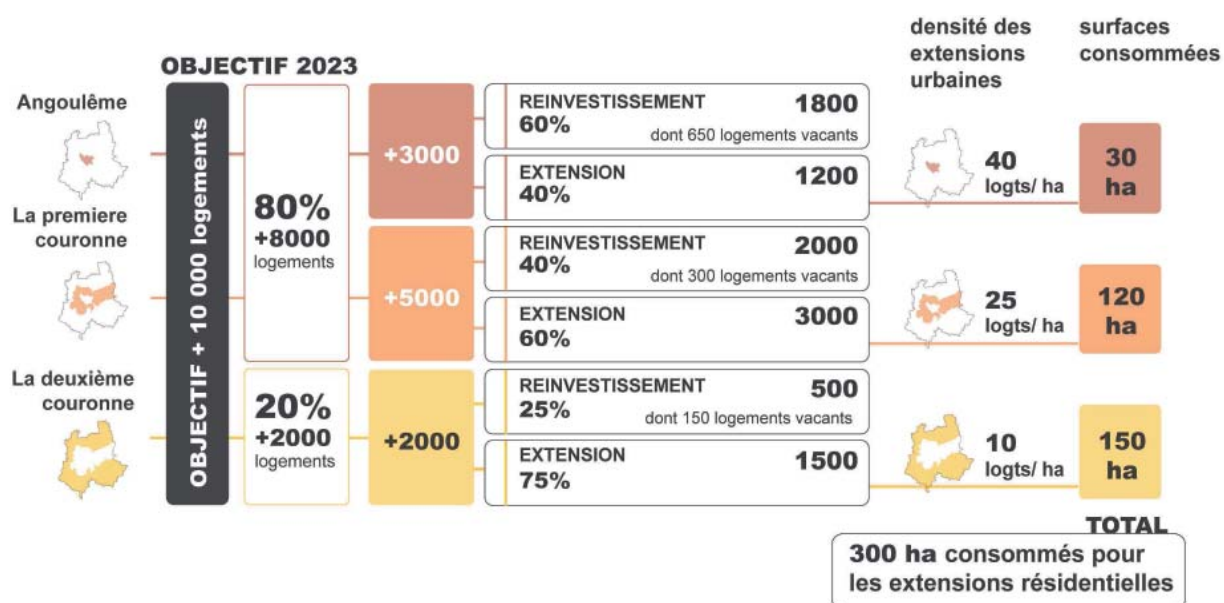 densité des
extensions
urbaines
surfaces
consommées
OBJECTIF 2023
OBJECTIF + 10 000 logements
Angoulême
80%
+8000
logements
+3000
REINVESTISSEMENT
60%
1800
dont 650 logements vacants
EXTENSION
40%
1200
40
logts/ ha
30
ha
La premiere
couronne
+5000
REINVESTISSEMENT
40%
2000
dont 300 logements vacants
EXTENSION
60%
3000
25
logts/ ha
120
ha
La deuxième
couronne
20%
+2000
logements
+2000
REINVESTISSEMENT
25%
500
dont 150 logements vacants
EXTENSION
75%
1500
10
logts/ ha
150
ha
TOTAL
300 ha consommés pour
les extensions résidentielles